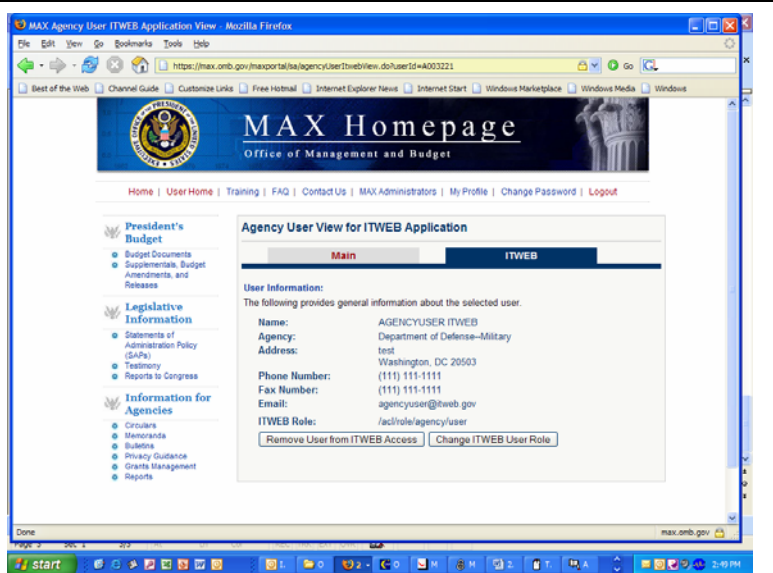 MAX Agency User ITWEB Application View - Mozilla Firefox
File Edit View Go Bookmarks Tools Help
https://max.omb.gov/maxportal/sa/agencyUserItwebView.do?userId=A003221
Go
Best of the Web Channel Guide Customize Links Free Hotmail Internet Explorer News Internet Start Windows Marketplace Windows Media Windows
MAX Homepage
Office of Management and Budget
Home | User Home | Training | FAQ | Contact Us | MAX Administrators | My Profile | Change Password | Logout
President's
Budget
Budget Documents
Supplementals, Budget
Amendments, and
Releases
Legislative
Information
Statements of
Administration Policy
(SAPs)
Testimony
Reports to Congress
Information for
Agencies
Circulars
Memoranda
Bulletins
Privacy Guidance
Grants Management
Reports
Agency User View for ITWEB Application
Main ITWEB
User Information:
The following provides general information about the selected user.
Name: AGENCYUSER ITWEB
Agency: Department of Defense--Military
Address: test
Washington, DC 20503
Phone Number: (111) 111-1111
Fax Number: (111) 111-1111
Email: agencyuser@itweb.gov
ITWEB Role: /acl/role/agency/user
Remove User from ITWEB Access Change ITWEB User Role
Done max.omb.gov
start 2:49 PM